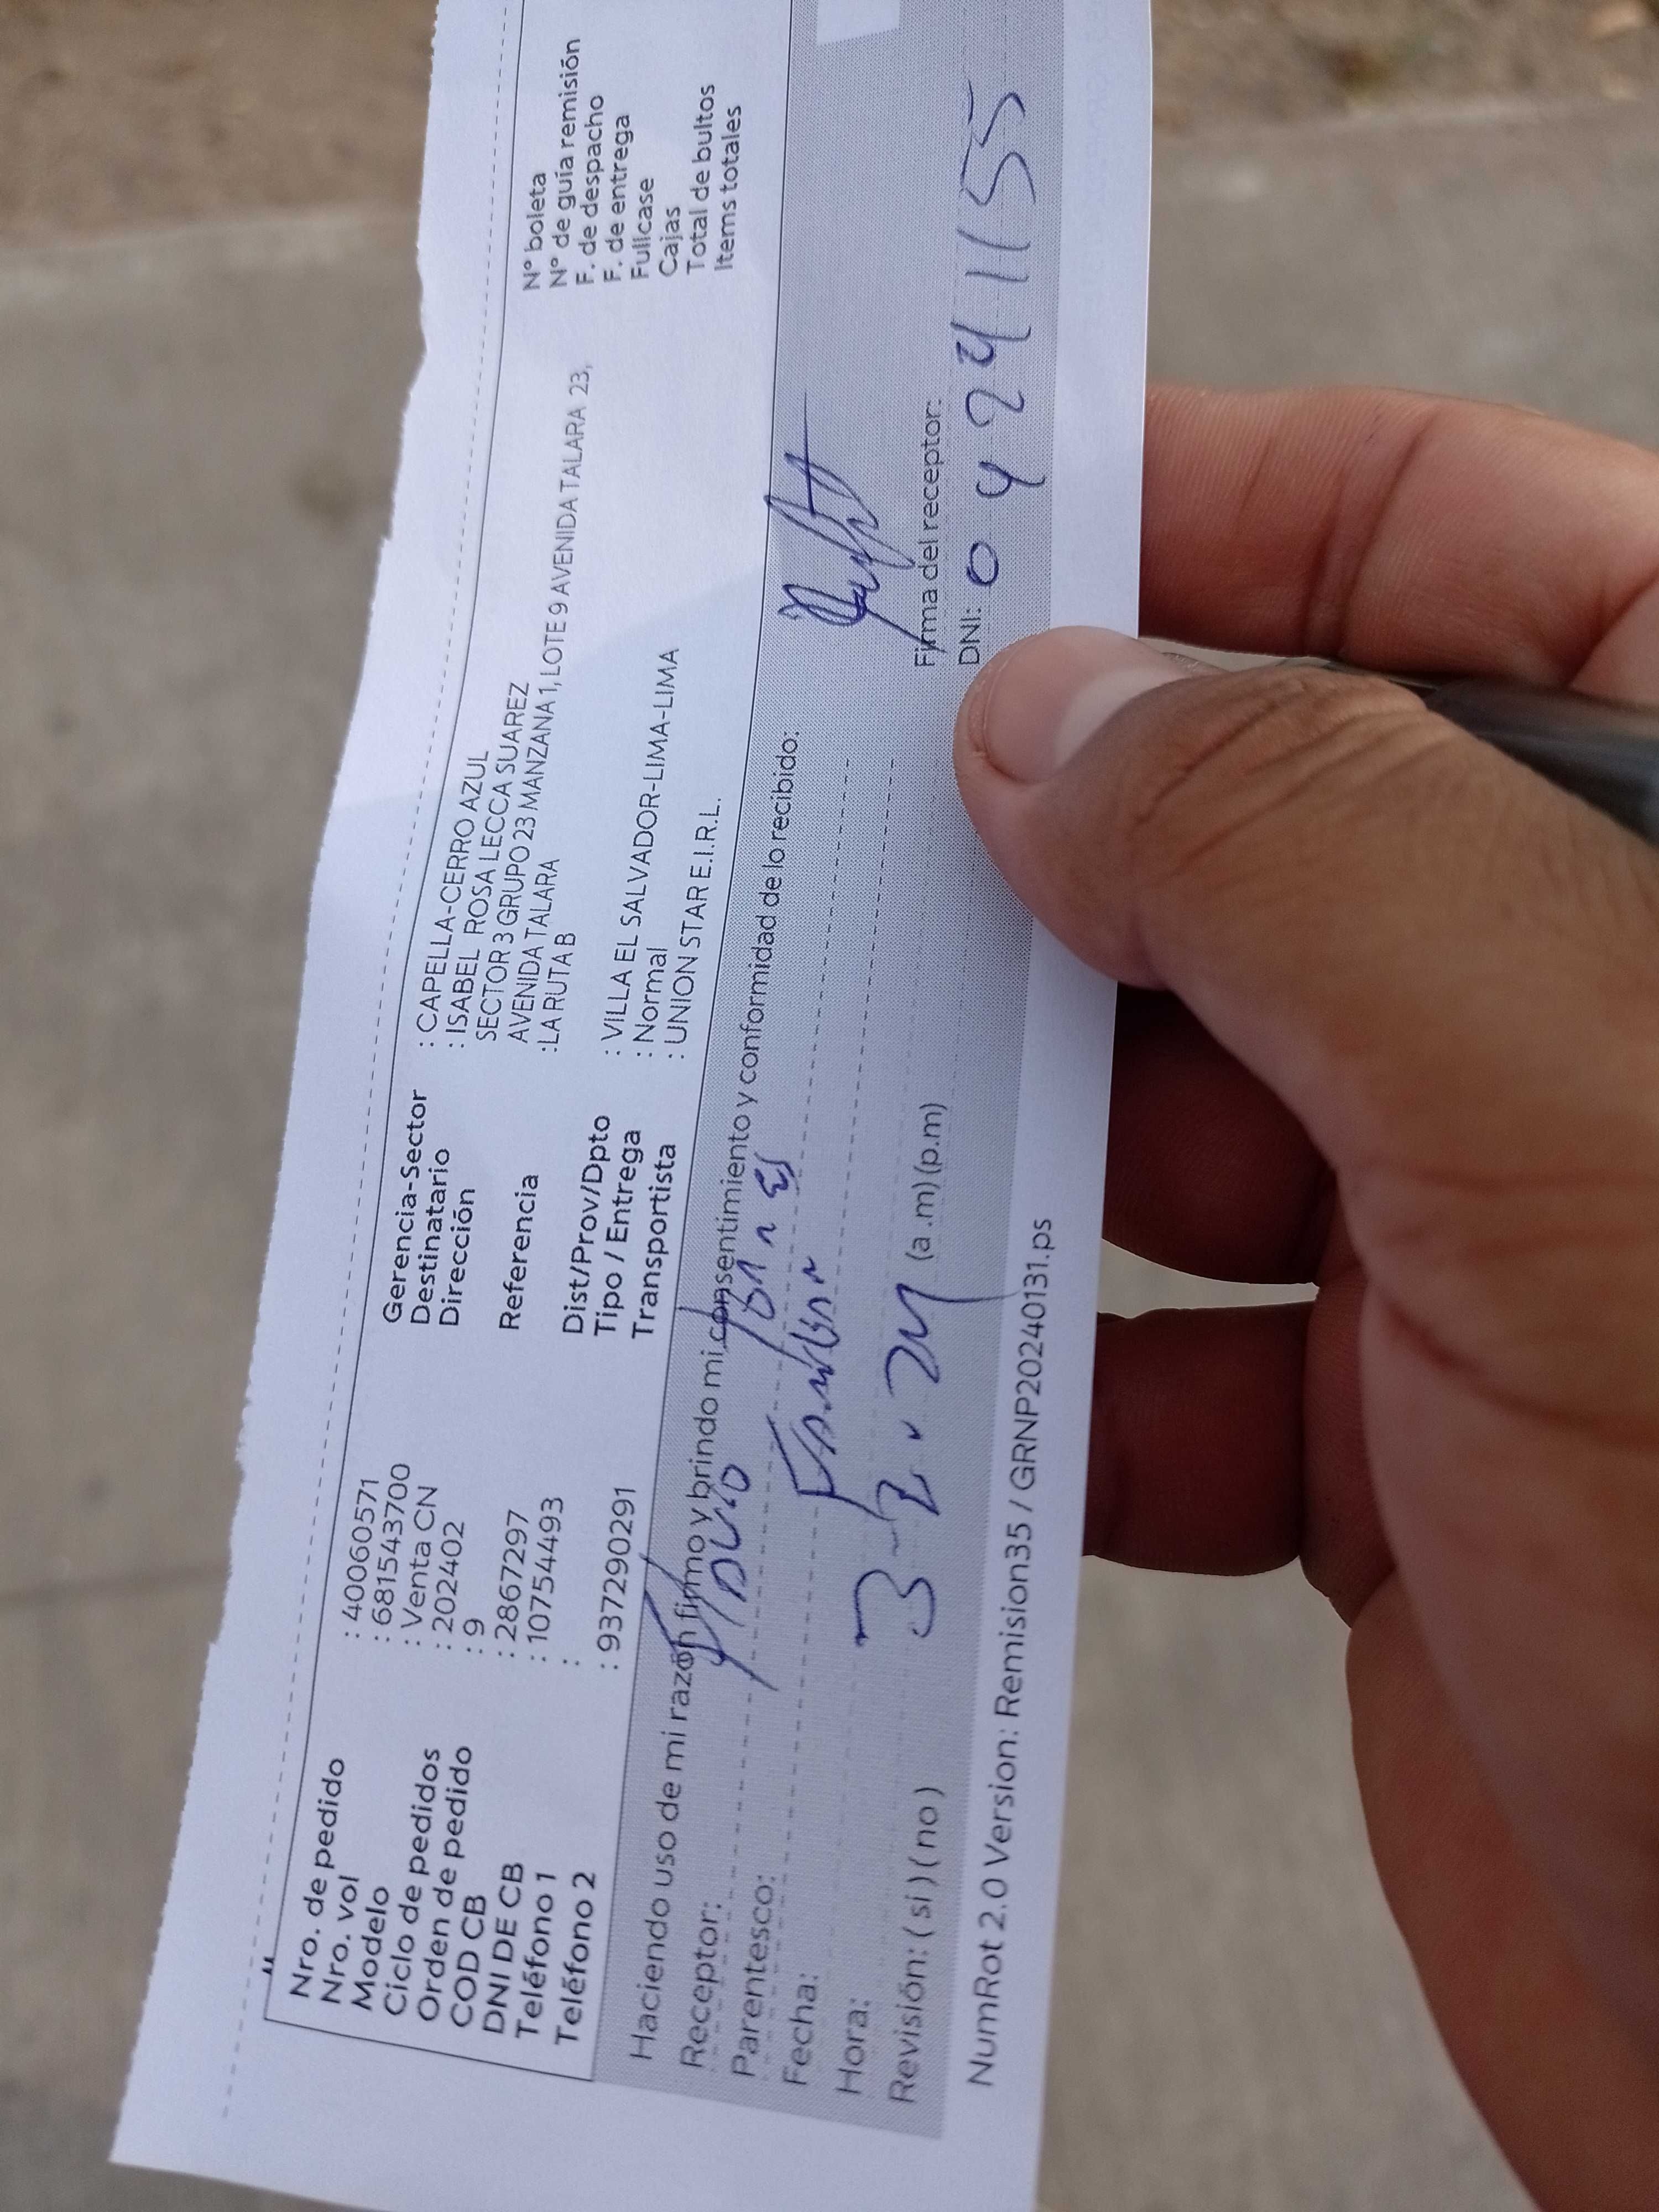 Nro. de pedido : 40060571
Nro. vol : 681543700
Modelo : Venta CN
Ciclo de pedidos : 202402
Orden de pedido : 9
COD CB : 2867297
DNI DE CB : 10754493
Teléfono 1 :
Teléfono 2 : 937290291
Gerencia-Sector : CAPELLA-CERRO AZUL
Destinatario : ISABEL ROSA LECCA SUAREZ
Dirección SECTOR 3 GRUPO 23 MANZANA 1, LOTE 9 AVENIDA TALARA 23,
AVENIDA TALARA
Referencia :LA RUTA B
Dist/Prov/Dpto : VILLA EL SALVADOR-LIMA-LIMA
Tipo / Entrega : Normal
Transportista : UNION STAR E.I.R.L.
N° boleta
N° de guía remisión
F. de despacho
F. de entrega
Fullcase
Cajas
Total de bultos
Items totales
Haciendo uso de mi razón firmo y brindo mi consentimiento y conformidad de lo recibido:
Receptor:
Parentesco:
Fecha: 3-2-24
Hora: (a .m) (p.m)
Revisión: ( si ) ( no )
Firma del receptor:
DNI:
NumRot 2.0 Version: Remision35 / GRNP20240131.ps